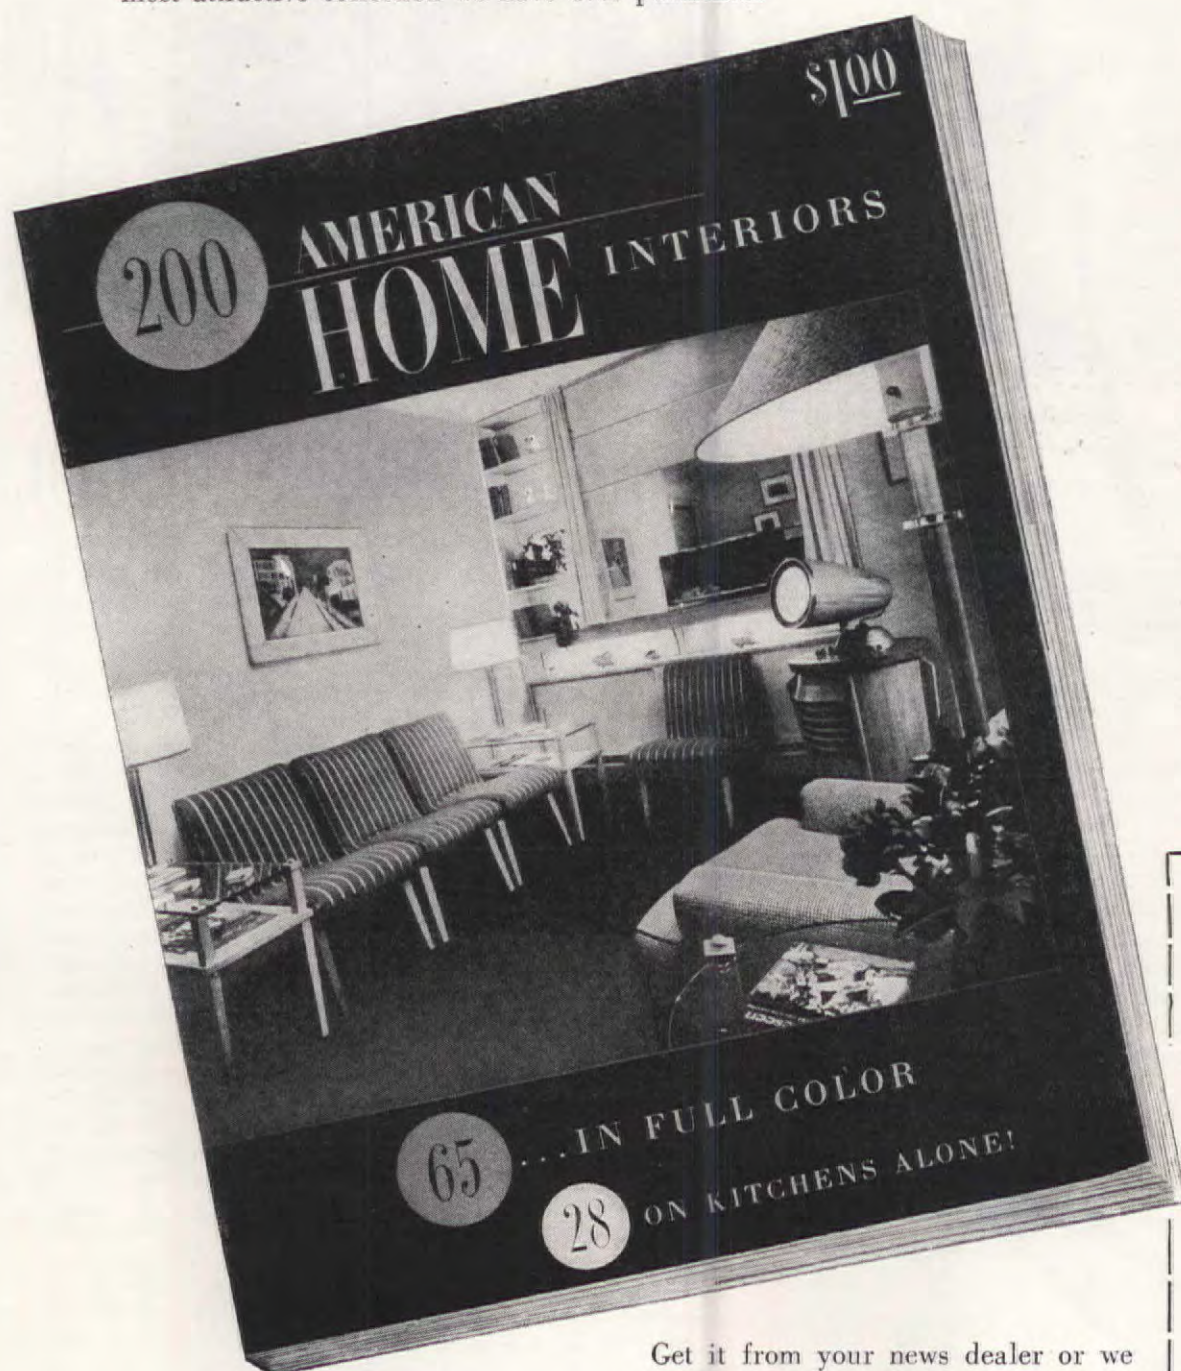 $1.00
200 AMERICAN
HOME INTERIORS
65 ...IN FULL COLOR
28 ON KITCHENS ALONE!
Get it from your news dealer or we